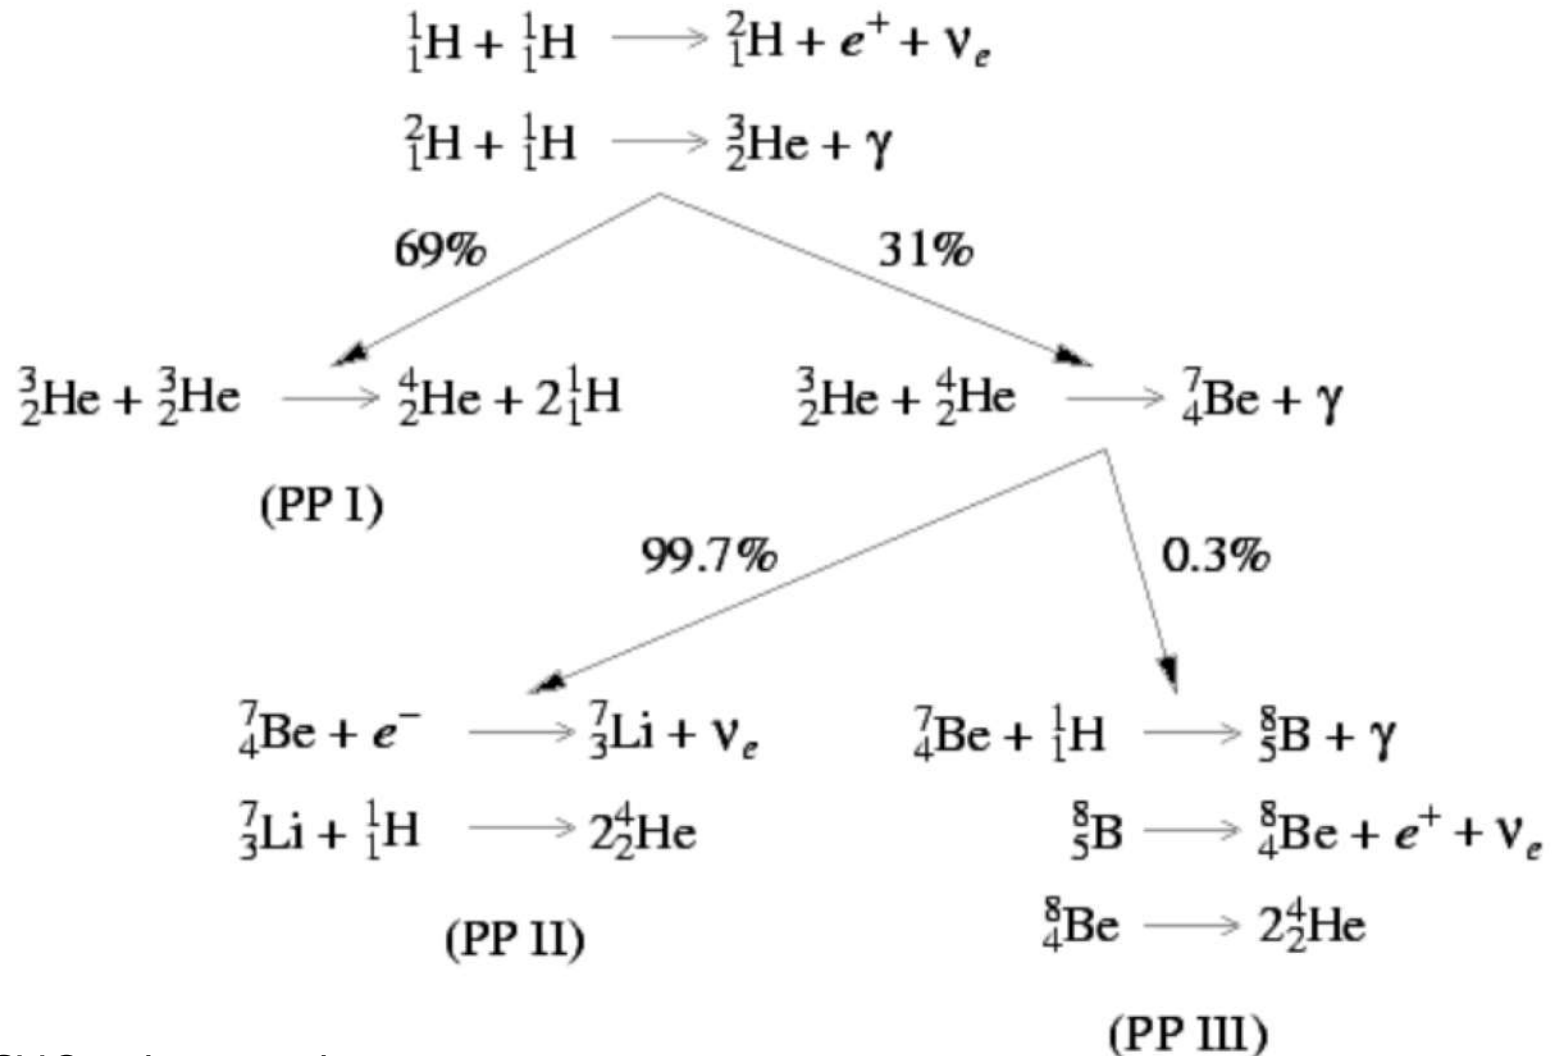 ¹₁H + ¹₁H ⟶ ²₁H + e⁺ + νₑ
²₁H + ¹₁H ⟶ ³₂He + γ
69% 31%
³₂He + ³₂He ⟶ ⁴₂He + 2¹₁H
³₂He + ⁴₂He ⟶ ⁷₄Be + γ
(PP I)
99.7% 0.3%
⁷₄Be + e⁻ ⟶ ⁷₃Li + νₑ
⁷₃Li + ¹₁H ⟶ 2⁴₂He
(PP II)
⁷₄Be + ¹₁H ⟶ ⁸₅B + γ
⁸₅B ⟶ ⁸₄Be + e⁺ + νₑ
⁸₄Be ⟶ 2⁴₂He
(PP III)